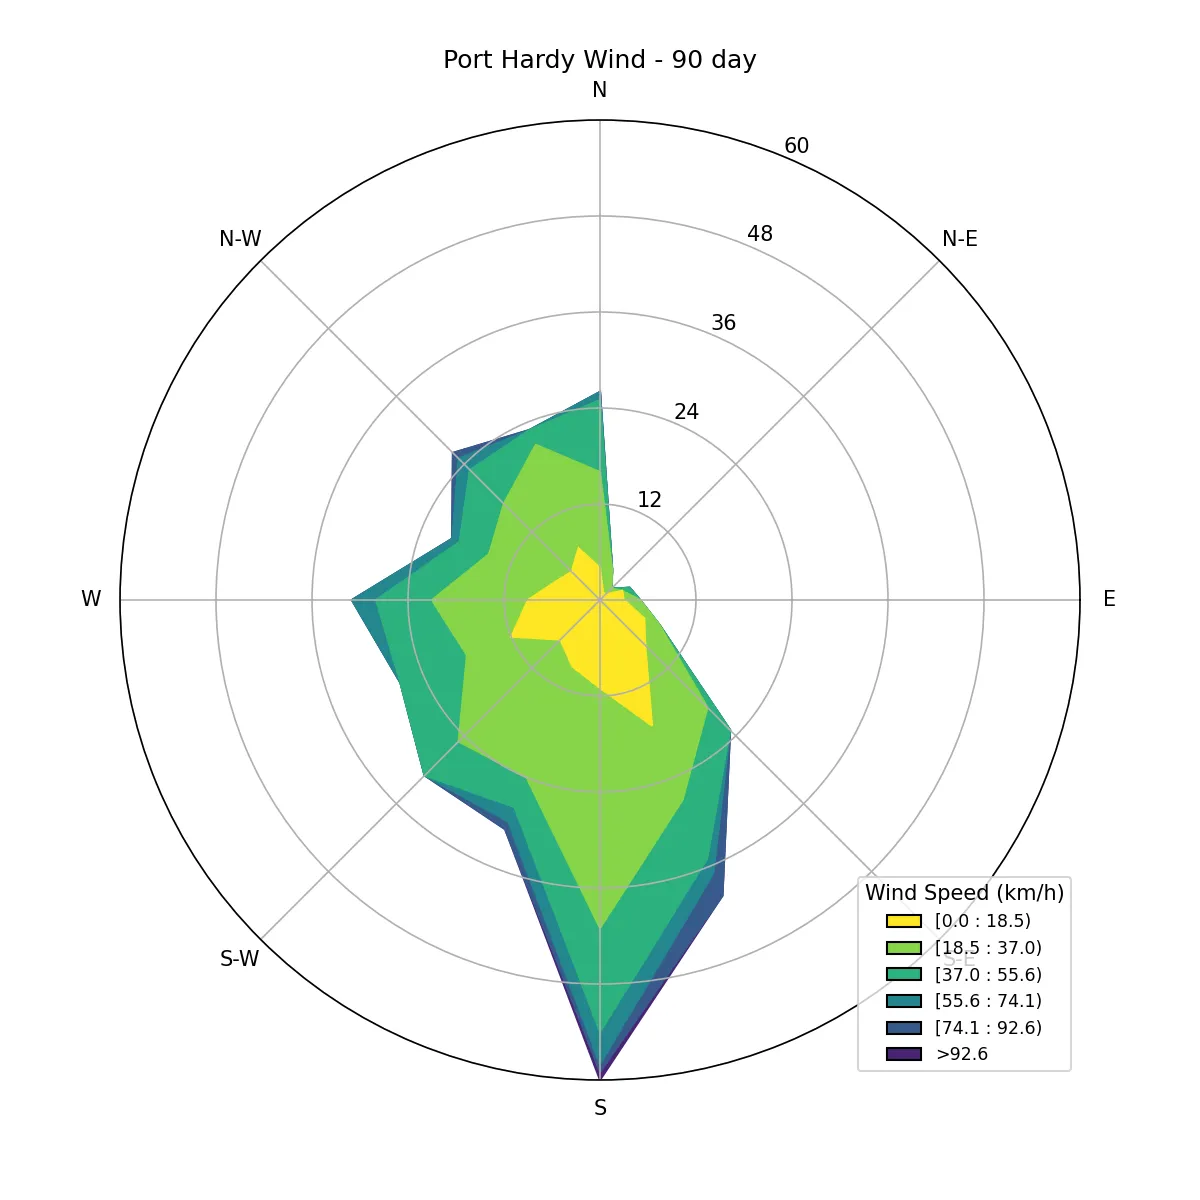 Port Hardy Wind - 90 day
N
60
N-W
48
N-E
36
24
12
W
E
S-W
S-E
S
Wind Speed (km/h)
[0.0 : 18.5)
[18.5 : 37.0)
[37.0 : 55.6)
[55.6 : 74.1)
[74.1 : 92.6)
>92.6